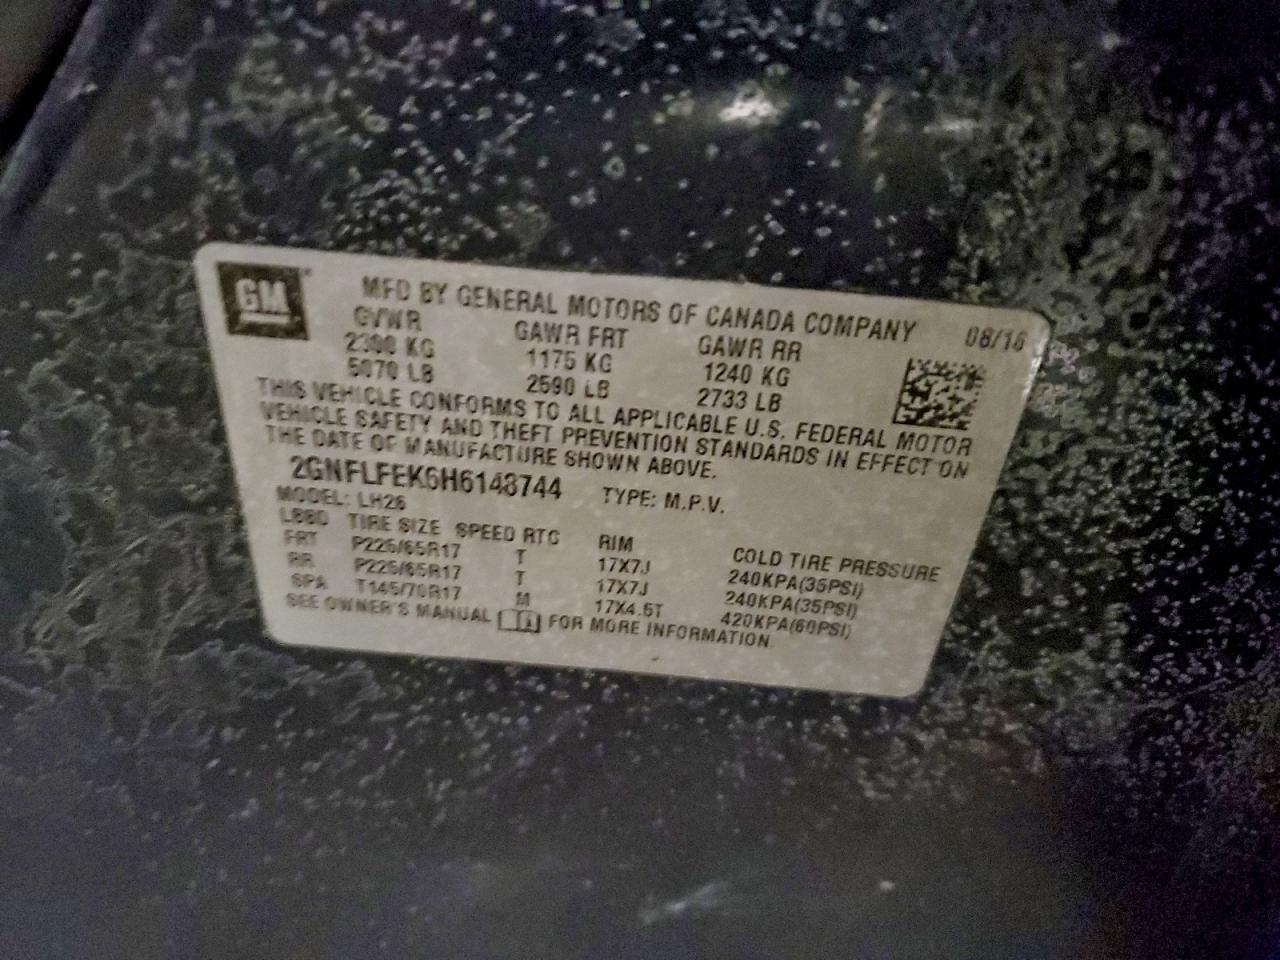 GM
MFD BY GENERAL MOTORS OF CANADA COMPANY 08/16
GVWR GAWR FRT GAWR RR
2300 KG 1175 KG 1240 KG
5070 LB 2590 LB 2733 LB
THIS VEHICLE CONFORMS TO ALL APPLICABLE U.S. FEDERAL MOTOR
VEHICLE SAFETY AND THEFT PREVENTION STANDARDS IN EFFECT ON
THE DATE OF MANUFACTURE SHOWN ABOVE.
2GNFLFEK6H6148744 TYPE: M.P.V.
MODEL: LH26
TIRE SIZE SPEED RTG RIM COLD TIRE PRESSURE
FRT P225/65R17 T 17X7J 240KPA(35PSI)
RR P225/65R17 T 17X7J 240KPA(35PSI)
SPA T145/70R17 M 17X4.5T 420KPA(60PSI)
SEE OWNER'S MANUAL FOR MORE INFORMATION.